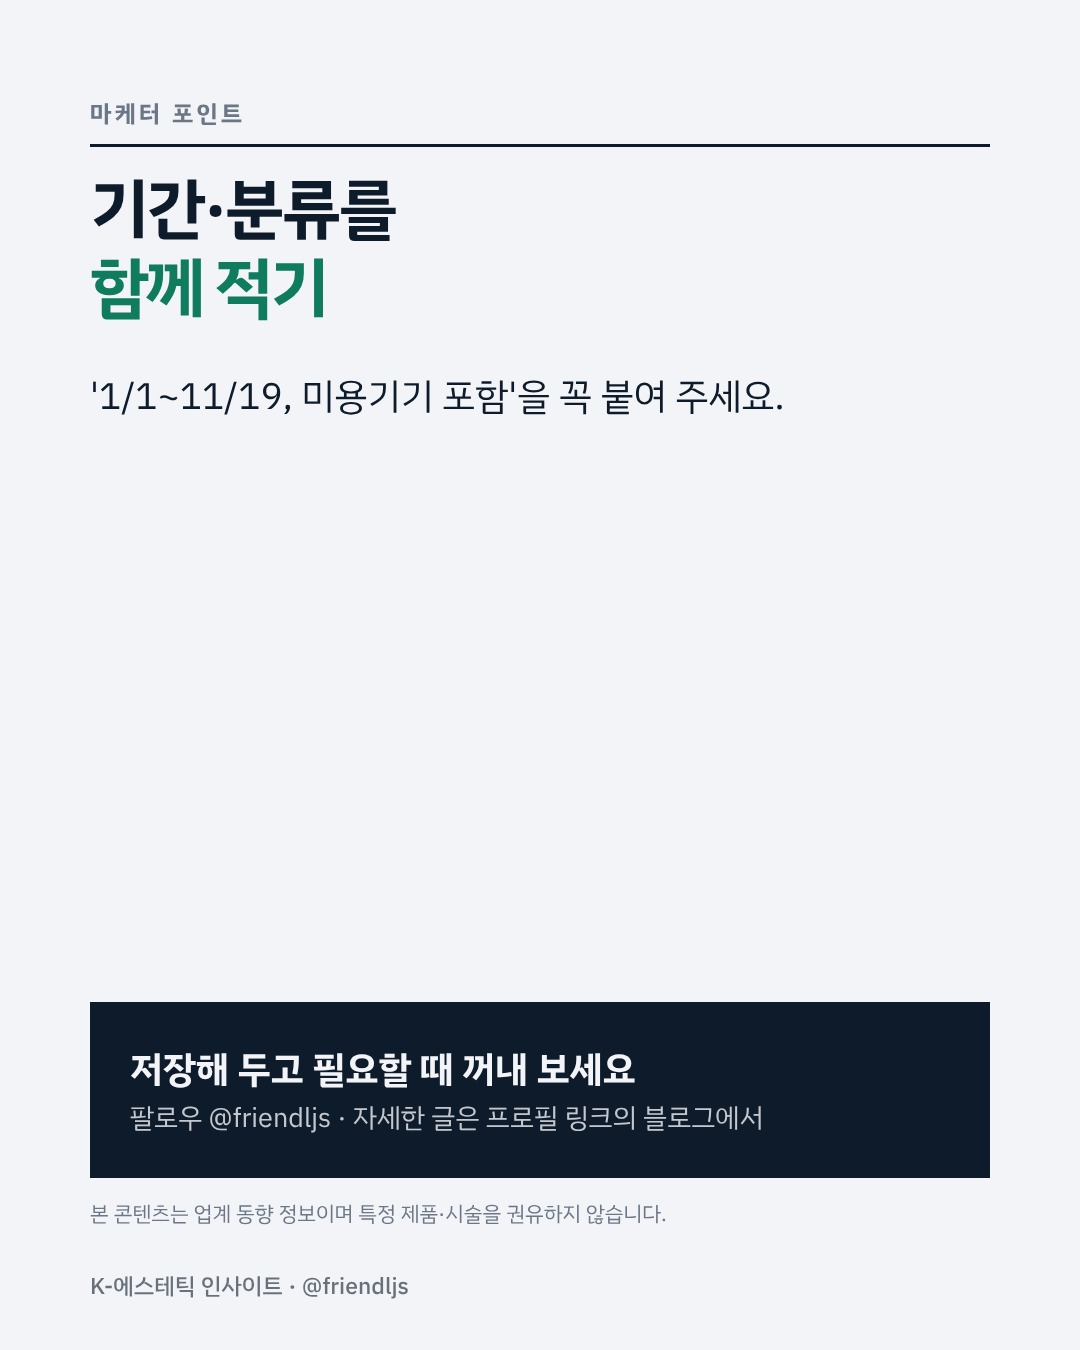 마케터 포인트
기간·분류를
함께 적기
'1/1~11/19, 미용기기 포함'을 꼭 붙여 주세요.
저장해 두고 필요할 때 꺼내 보세요
팔로우 @friendljs · 자세한 글은 프로필 링크의 블로그에서
본 콘텐츠는 업계 동향 정보이며 특정 제품·시술을 권유하지 않습니다.
K-에스테틱 인사이트 · @friendljs